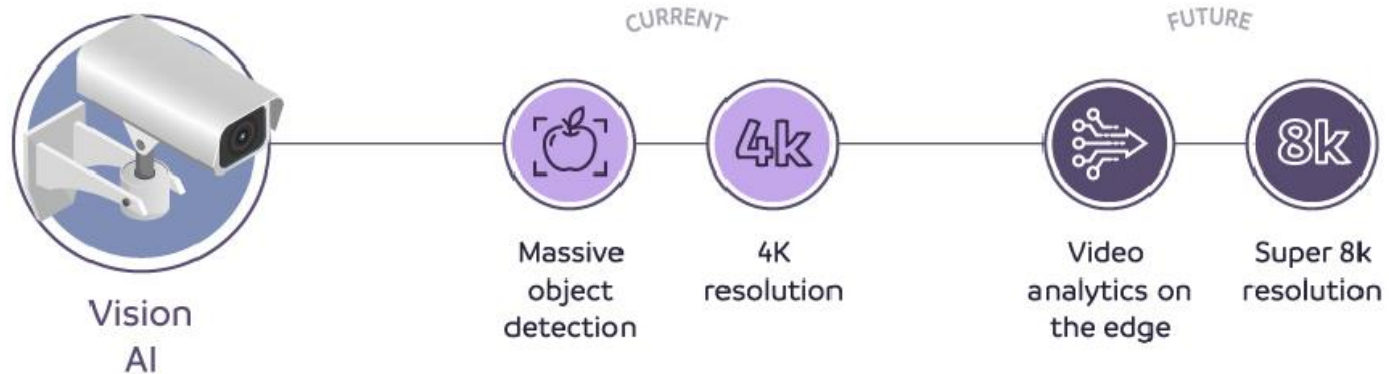 CURRENT
FUTURE
4k
8k
Vision
AI
Massive
object
detection
4K
resolution
Video
analytics on
the edge
Super 8k
resolution